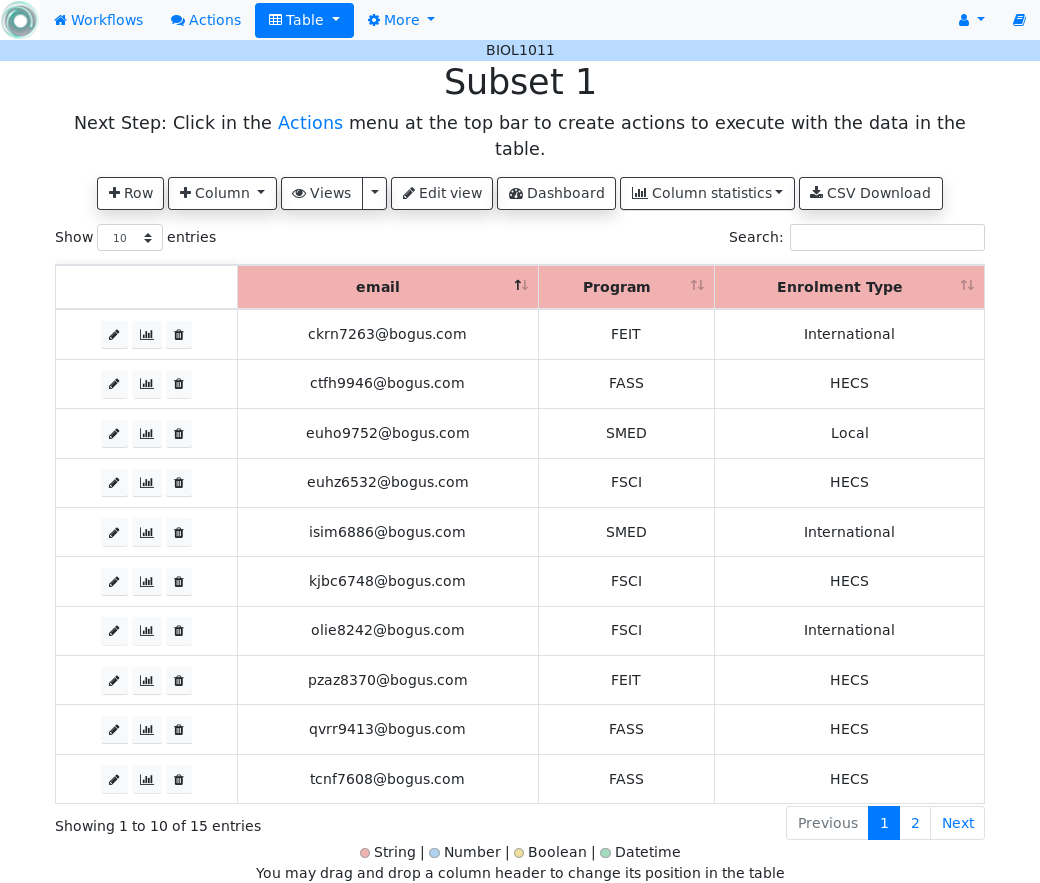 Workflows Actions Table More
BIOL1011
Subset 1
Next Step: Click in the Actions menu at the top bar to create actions to execute with the data in the
table.
Row Column Views Edit view Dashboard Column statistics CSV Download
Show 10 entries Search:
email Program Enrolment Type
ckrn7263@bogus.com FEIT International
ctfh9946@bogus.com FASS HECS
euho9752@bogus.com SMED Local
euhz6532@bogus.com FSCI HECS
isim6886@bogus.com SMED International
kjbc6748@bogus.com FSCI HECS
olie8242@bogus.com FSCI International
pzaz8370@bogus.com FEIT HECS
qvrr9413@bogus.com FASS HECS
tcnf7608@bogus.com FASS HECS
Showing 1 to 10 of 15 entries Previous 1 2 Next
String | Number | Boolean | Datetime
You may drag and drop a column header to change its position in the table